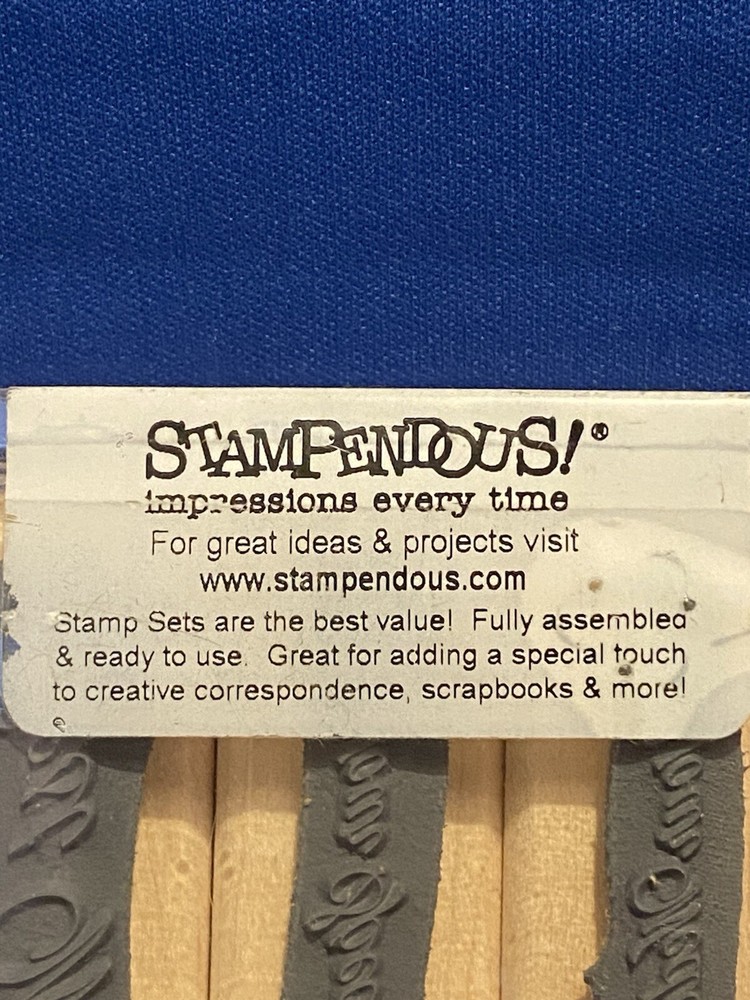 STAMPENDOUS!®
impressions every time
For great ideas & projects visit
www.stampendous.com
Stamp Sets are the best value! Fully assembled
& ready to use. Great for adding a special touch
to creative correspondence, scrapbooks & more!